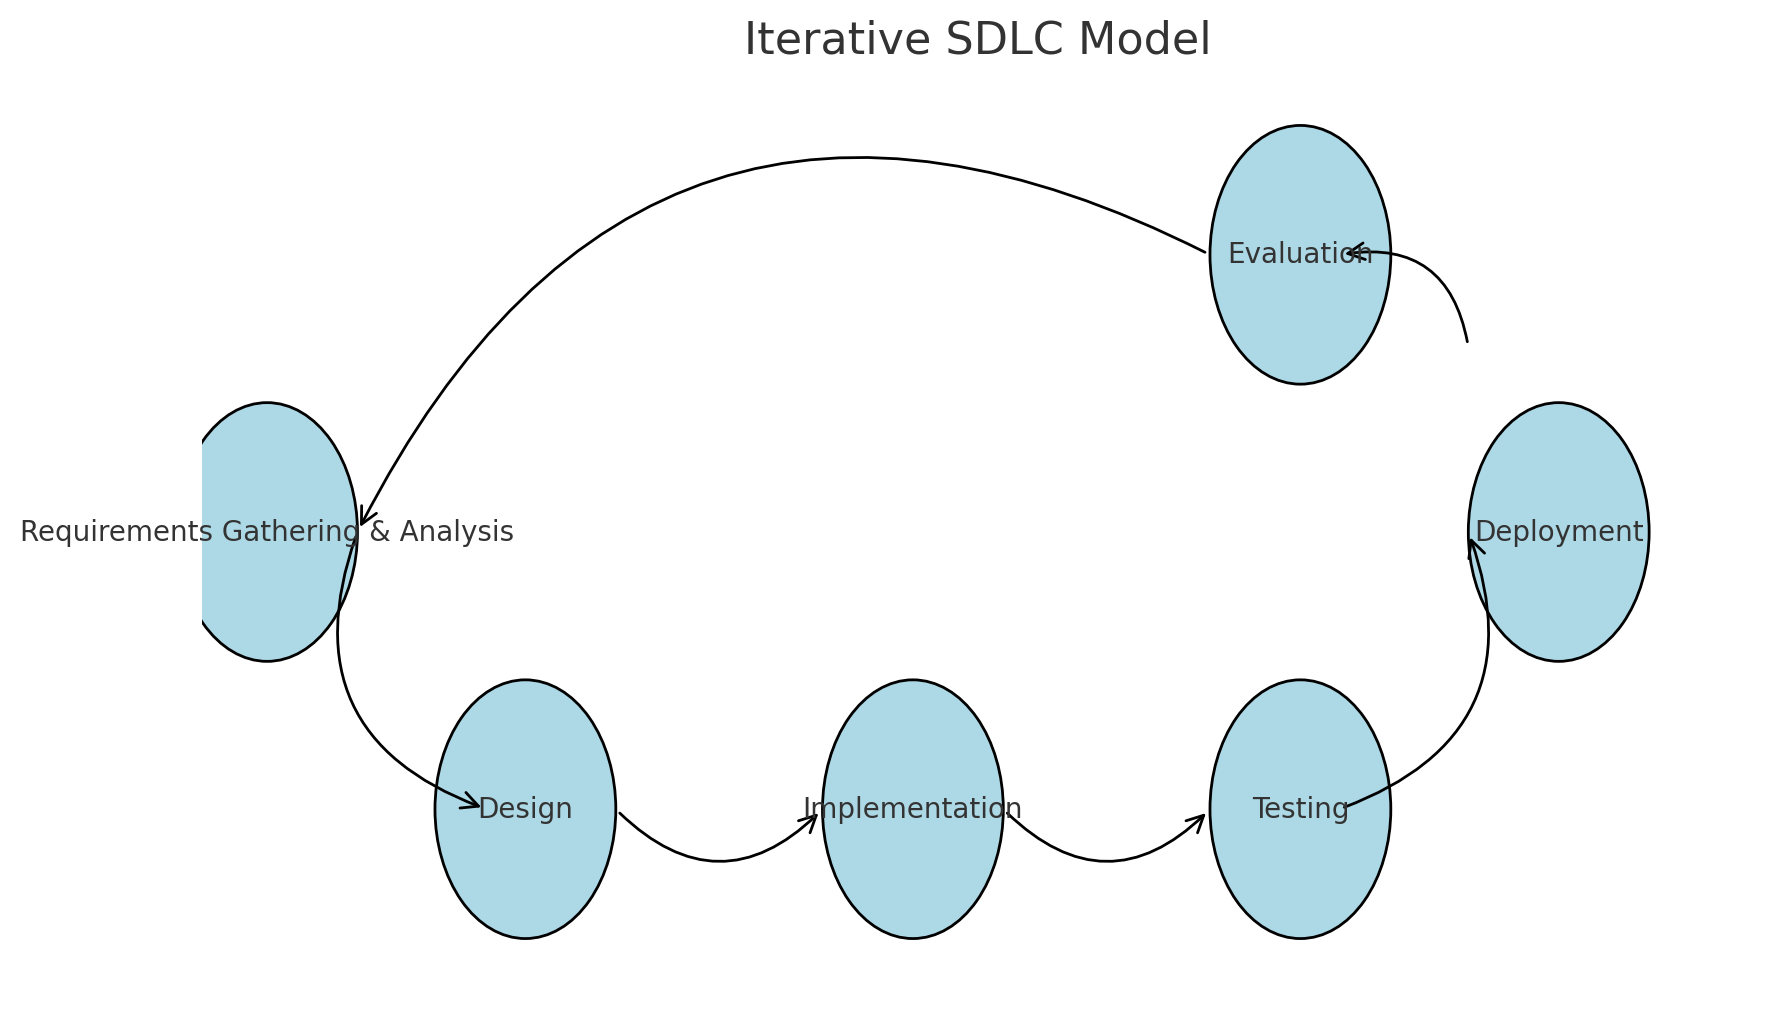 Iterative SDLC Model
Evaluation
Requirements Gathering & Analysis
Deployment
Design
Implementation
Testing